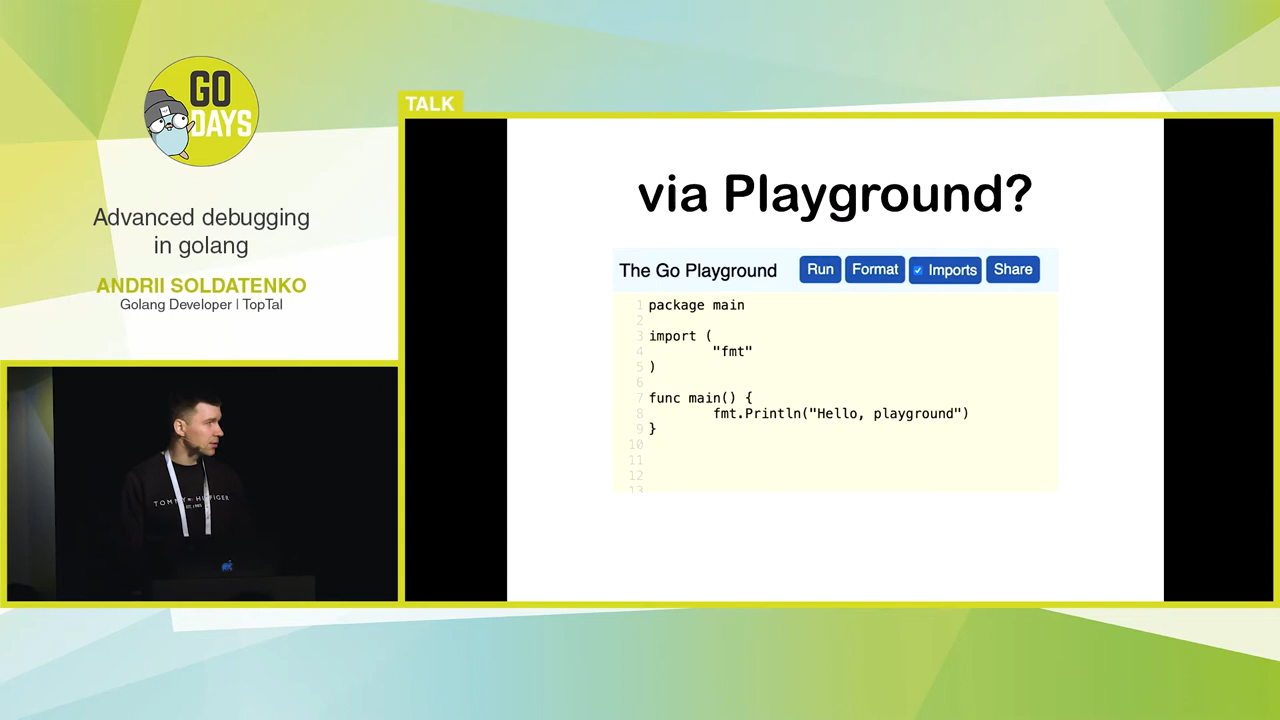 GO
DAYS
Advanced debugging
in golang
ANDRII SOLDATENKO
Golang Developer | TopTal
TALK
via Playground?
The Go Playground
Run
Format
Imports
Share
1 package main
2
3 import (
4 "fmt"
5 )
6
7 func main() {
8 fmt.Println("Hello, playground")
9 }
10
11
12
13
TOMMY HILFIGER